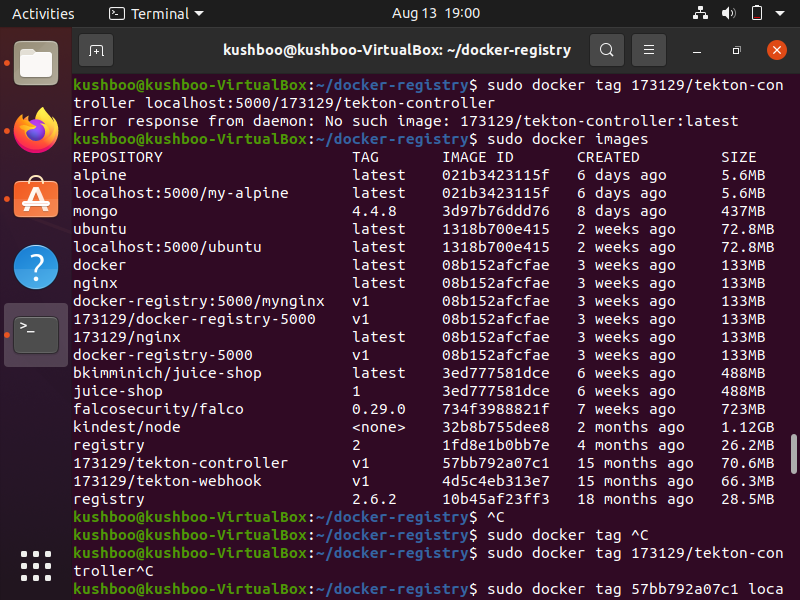 Activities Terminal Aug 13 19:00
kushboo@kushboo-VirtualBox: ~/docker-registry
kushboo@kushboo-VirtualBox:~/docker-registry$ sudo docker tag 173129/tekton-con
troller localhost:5000/173129/tekton-controller
Error response from daemon: No such image: 173129/tekton-controller:latest
kushboo@kushboo-VirtualBox:~/docker-registry$ sudo docker images
REPOSITORY TAG IMAGE ID CREATED SIZE
alpine latest 021b3423115f 6 days ago 5.6MB
localhost:5000/my-alpine latest 021b3423115f 6 days ago 5.6MB
mongo 4.4.8 3d97b76ddd76 8 days ago 437MB
ubuntu latest 1318b700e415 2 weeks ago 72.8MB
localhost:5000/ubuntu latest 1318b700e415 2 weeks ago 72.8MB
docker latest 08b152afcfae 3 weeks ago 133MB
nginx latest 08b152afcfae 3 weeks ago 133MB
docker-registry:5000/mynginx v1 08b152afcfae 3 weeks ago 133MB
173129/docker-registry-5000 v1 08b152afcfae 3 weeks ago 133MB
173129/nginx latest 08b152afcfae 3 weeks ago 133MB
docker-registry-5000 v1 08b152afcfae 3 weeks ago 133MB
bkimminich/juice-shop latest 3ed777581dce 6 weeks ago 488MB
juice-shop 1 3ed777581dce 6 weeks ago 488MB
falcosecurity/falco 0.29.0 734f3988821f 7 weeks ago 723MB
kindest/node <none> 32b8b755dee8 2 months ago 1.12GB
registry 2 1fd8e1b0bb7e 4 months ago 26.2MB
173129/tekton-controller v1 57bb792a07c1 15 months ago 70.6MB
173129/tekton-webhook v1 4d5c4eb313e7 15 months ago 66.3MB
registry 2.6.2 10b45af23ff3 18 months ago 28.5MB
kushboo@kushboo-VirtualBox:~/docker-registry$ ^C
kushboo@kushboo-VirtualBox:~/docker-registry$ sudo docker tag ^C
kushboo@kushboo-VirtualBox:~/docker-registry$ sudo docker tag 173129/tekton-con
troller^C
kushboo@kushboo-VirtualBox:~/docker-registry$ sudo docker tag 57bb792a07c1 loca